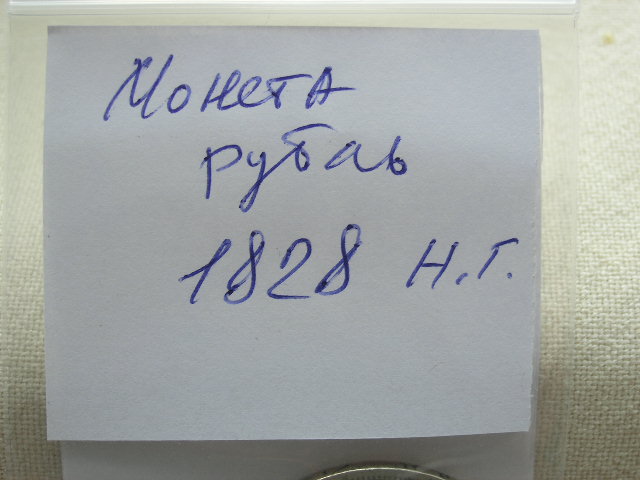 Монета
рубль
1828 Н.Г.